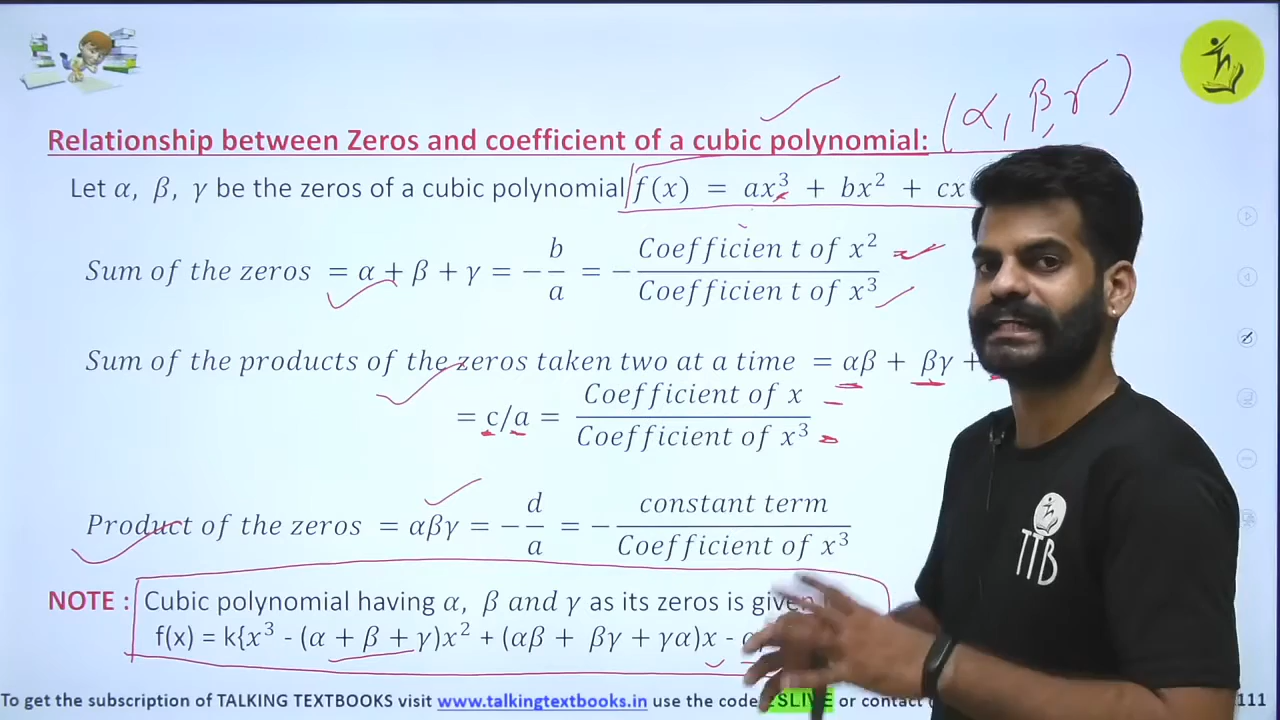 (α, β, γ)
Relationship between Zeros and coefficient of a cubic polynomial:
Let α, β, γ be the zeros of a cubic polynomial f(x) = ax³ + bx² + cx
Sum of the zeros = α + β + γ = − b/a = − Coefficien t of x² / Coefficien t of x³
Sum of the products of the zeros taken two at a time = αβ + βγ +
= c/a = Coefficient of x / Coefficient of x³
Product of the zeros = αβγ = − d/a = − constant term / Coefficient of x³
NOTE : Cubic polynomial having α, β and γ as its zeros is given
f(x) = k{x³ - (α + β + γ)x² + (αβ + βγ + γα)x -
To get the subscription of TALKING TEXTBOOKS visit www.talkingtextbooks.in use the code ESLIVE or contact
111
TTB